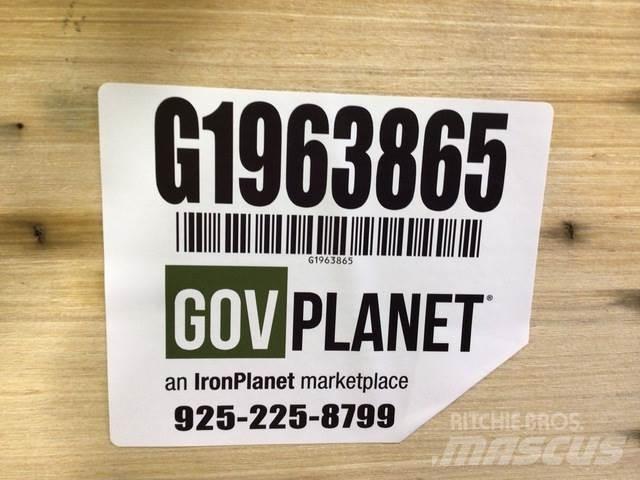 G1963865
G1963865
GOV PLANET®
an IronPlanet marketplace
925-225-8799
RITCHIE BROS.
MASCUS